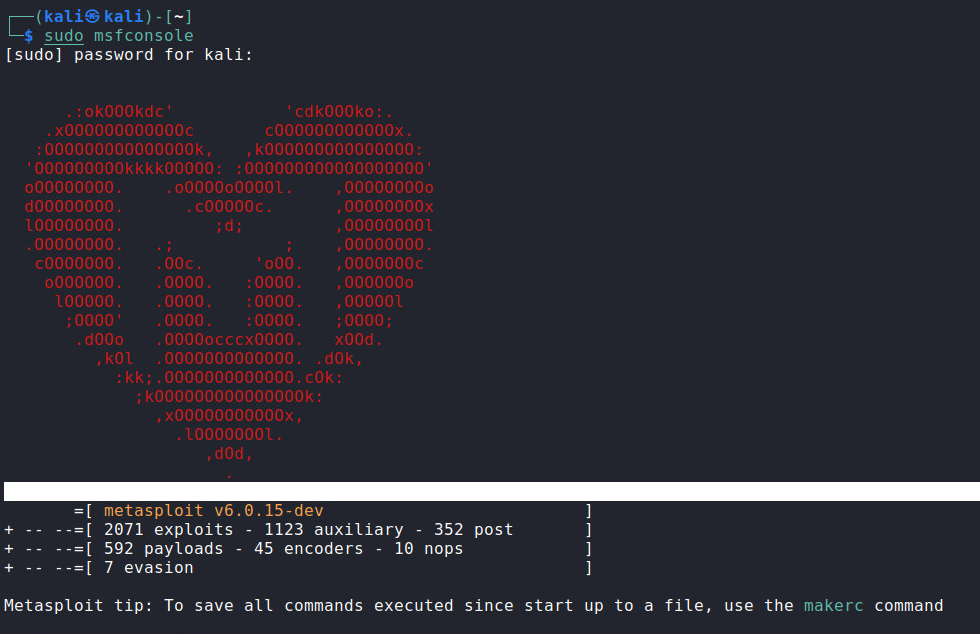 ┌──(kali㉿kali)-[~]
└─$ sudo msfconsole
[sudo] password for kali:
      .:okOOOkdc'           'cdkOOOko:.
    .xOOOOOOOOOOOOc       cOOOOOOOOOOOOx.
   :OOOOOOOOOOOOOOOk,   ,kOOOOOOOOOOOOOOO:
  'OOOOOOOOOkkkkOOOOO: :OOOOOOOOOOOOOOOOOO'
  oOOOOOOOO.    .oOOOOoOOOOl.    ,OOOOOOOOo
  dOOOOOOOO.      .cOOOOOc.      ,OOOOOOOOx
  lOOOOOOOO.         ;d;         ,OOOOOOOOl
  .OOOOOOOO.   .;           ;    ,OOOOOOOO.
   cOOOOOOO.   .OOc.     'oOO.   ,OOOOOOOc
    oOOOOOO.   .OOOO.   :OOOO.   ,OOOOOOo
     lOOOOO.   .OOOO.   :OOOO.   ,OOOOOl
      ;OOOO'   .OOOO.   :OOOO.   ;OOOO;
       .dOOo   .OOOOocccxOOOO.   xOOd.
         ,kOl  .OOOOOOOOOOOOO. .dOk,
           :kk;.OOOOOOOOOOOOO.cOk:
             ;kOOOOOOOOOOOOOOOk:
               ,xOOOOOOOOOOOx,
                 .lOOOOOOOl.
                    ,dOd,
                      .
       =[ metasploit v6.0.15-dev                          ]
+ -- --=[ 2071 exploits - 1123 auxiliary - 352 post       ]
+ -- --=[ 592 payloads - 45 encoders - 10 nops            ]
+ -- --=[ 7 evasion                                       ]
Metasploit tip: To save all commands executed since start up to a file, use the makerc command